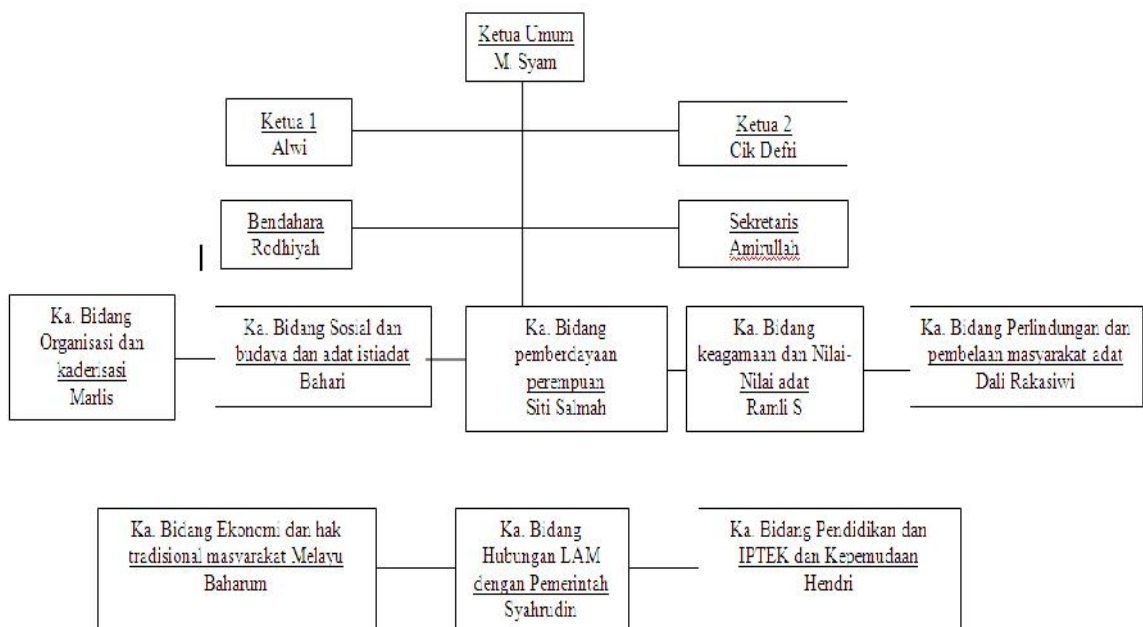 Ketua Umum
M. Syam
Ketua 1
Alwi
Ketua 2
Cik Defri
Bendahara
Rodhiyah
Sekretaris
Amirullah
Ka. Bidang
Organisasi dan
kaderisasi
Marlis
Ka. Bidang Sosial dan
budaya dan adat istiadat
Bahari
Ka. Bidang
pemberdayaan
perempuan
Siti Salmah
Ka. Bidang
keagamaan dan Nilai-
Nilai adat
Ramli S
Ka. Bidang Perlindungan dan
pembelaan masyarakat adat
Dali Rakasiwi
Ka. Bidang Ekonomi dan hak
tradisional masyarakat Melayu
Baharum
Ka. Bidang
Hubungan LAM
dengan Pemerintah
Syahrudin
Ka. Bidang Pendidikan dan
IPTEK dan Kepemudaan
Hendri